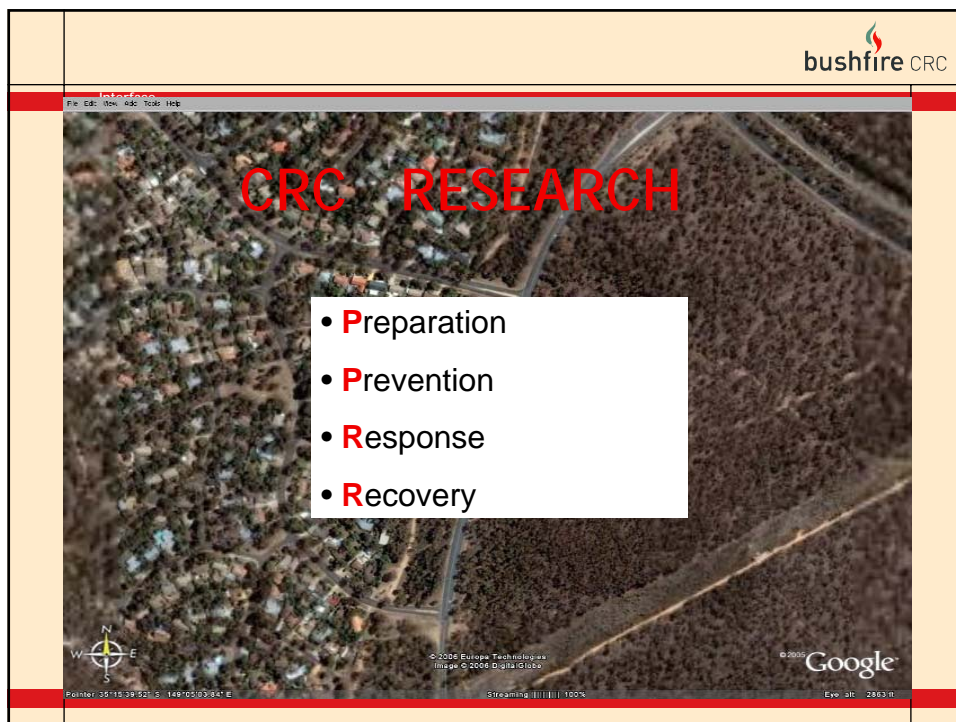 bushfire CRC
Interface
File Edit View Add Tools Help
CRC RESEARCH
• Preparation
• Prevention
• Response
• Recovery
N
W E
S
© 2006 Europa Technologies
Image © 2006 DigitalGlobe
© 2005 Google
Pointer 35°15'39.52" S 149°05'03.84" E Streaming |||||||||| 100% Eye alt 2863 ft